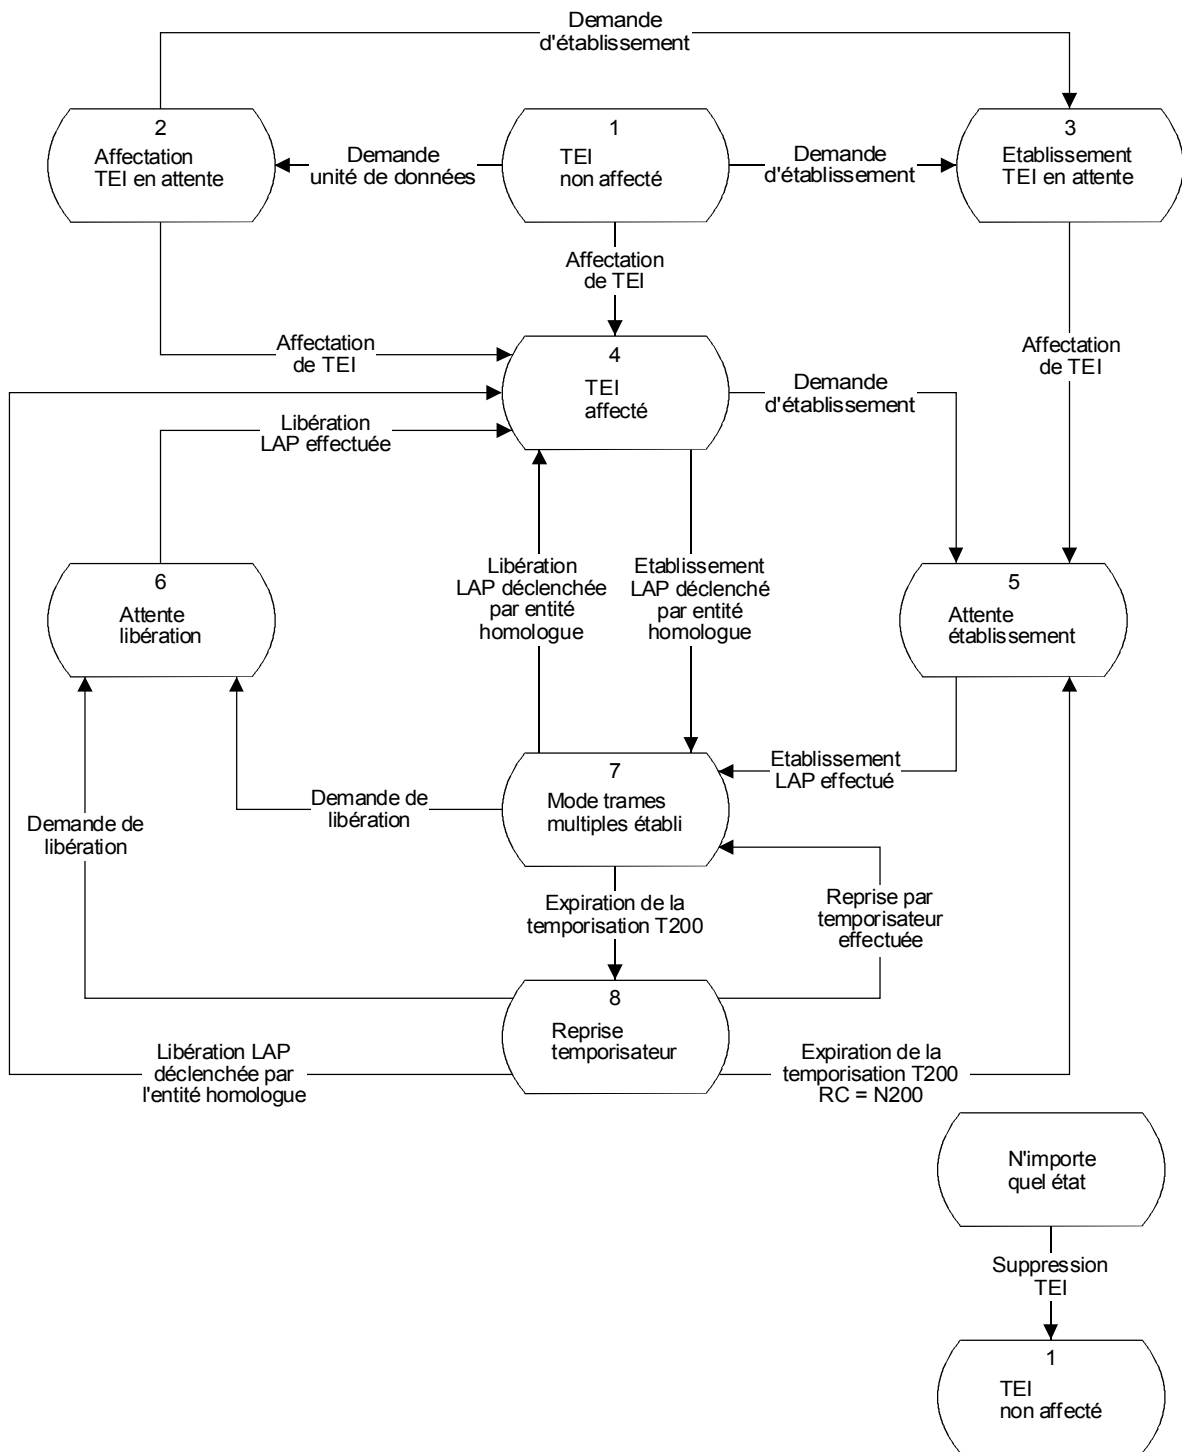 Demande
d'établissement
2
Affectation
TEI en attente
Demande
unité de données
1
TEI
non affecté
Demande
d'établissement
3
Etablissement
TEI en attente
Affectation
de TEI
Affectation
de TEI
4
TEI
affecté
Demande
d'établissement
Affectation
de TEI
Libération
LAP effectuée
6
Attente
libération
Libération
LAP déclenchée
par entité
homologue
Etablissement
LAP déclenché
par entité
homologue
5
Attente
établissement
7
Mode trames
multiples établi
Etablissement
LAP effectué
Demande de
libération
Demande de
libération
Expiration de la
temporisation T200
Reprise par
temporisateur
effectuée
8
Reprise
temporisateur
Libération LAP
déclenchée par
l'entité homologue
Expiration de la
temporisation T200
RC = N200
N'importe
quel état
Suppression
TEI
1
TEI
non affecté